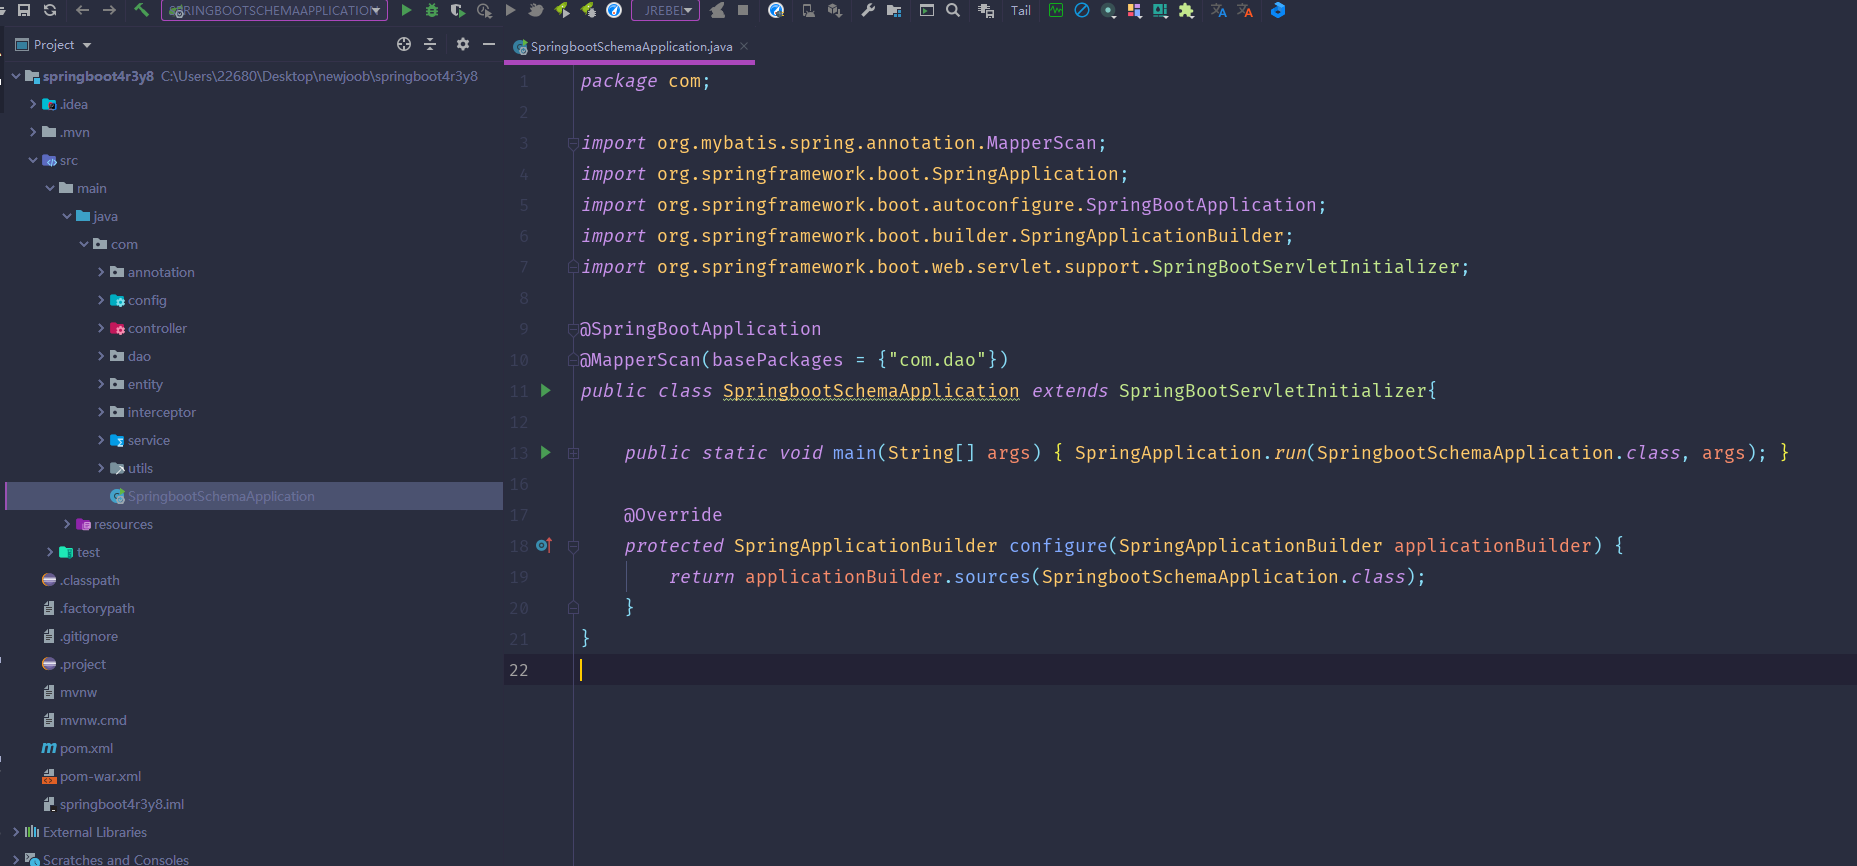 SPRINGBOOTSCHEMAAPPLICATION
JREBEL
Tail
Project
SpringbootSchemaApplication.java
springboot4r3y8 C:\Users\22680\Desktop\newjoob\springboot4r3y8
.idea
.mvn
src
main
java
com
annotation
config
controller
dao
entity
interceptor
service
utils
SpringbootSchemaApplication
resources
test
.classpath
.factorypath
.gitignore
.project
mvnw
mvnw.cmd
pom.xml
pom-war.xml
springboot4r3y8.iml
External Libraries
Scratches and Consoles
1 package com;
2
3 import org.mybatis.spring.annotation.MapperScan;
4 import org.springframework.boot.SpringApplication;
5 import org.springframework.boot.autoconfigure.SpringBootApplication;
6 import org.springframework.boot.builder.SpringApplicationBuilder;
7 import org.springframework.boot.web.servlet.support.SpringBootServletInitializer;
8
9 @SpringBootApplication
10 @MapperScan(basePackages = {"com.dao"})
11 public class SpringbootSchemaApplication extends SpringBootServletInitializer{
12
13 public static void main(String[] args) { SpringApplication.run(SpringbootSchemaApplication.class, args); }
16
17 @Override
18 protected SpringApplicationBuilder configure(SpringApplicationBuilder applicationBuilder) {
19 return applicationBuilder.sources(SpringbootSchemaApplication.class);
20 }
21 }
22